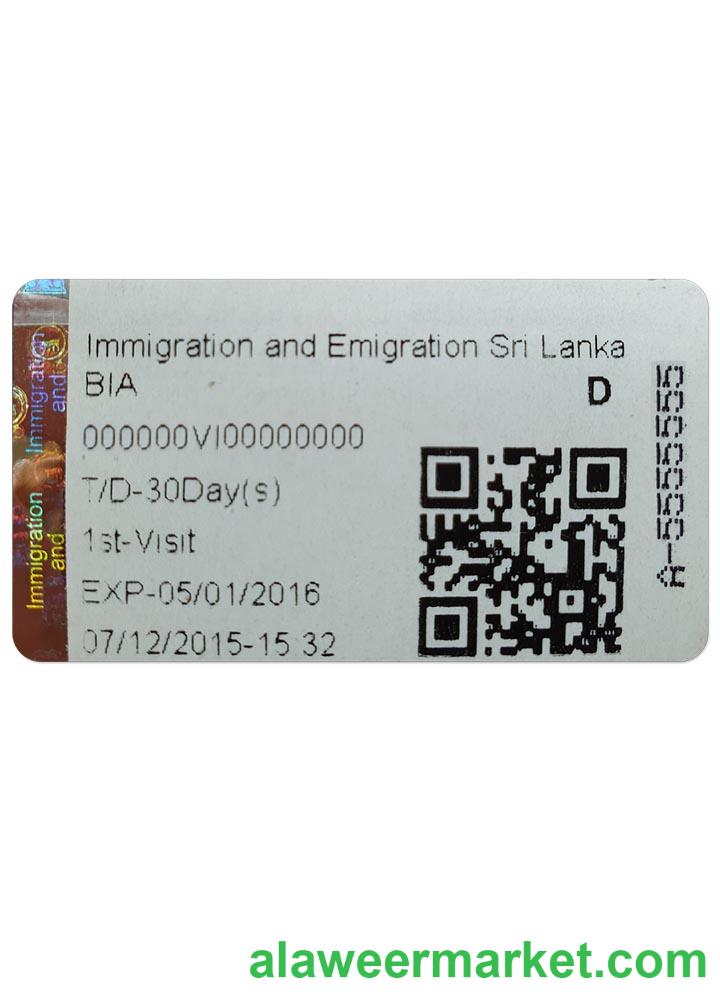 Immigration and Emigration Sri Lanka
BIA
D
000000VI00000000
T/D-30Day(s)
1st-Visit
EXP-05/01/2016
07/12/2015-15:32
A-5555555
Immigration
and
Immigration
and
alaweermarket.com